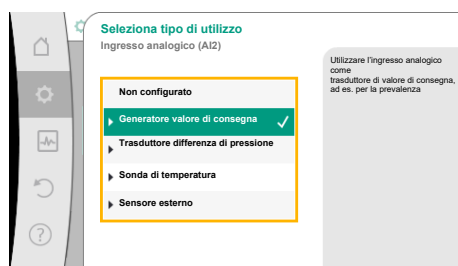 Seleziona tipo di utilizzo
Ingresso analogico (AI2)
Non configurato
Generatore valore di consegna
Trasduttore differenza di pressione
Sonda di temperatura
Sensore esterno
Utilizzare l'ingresso analogico
come
trasduttore di valore di consegna,
ad es. per la prevalenza
?